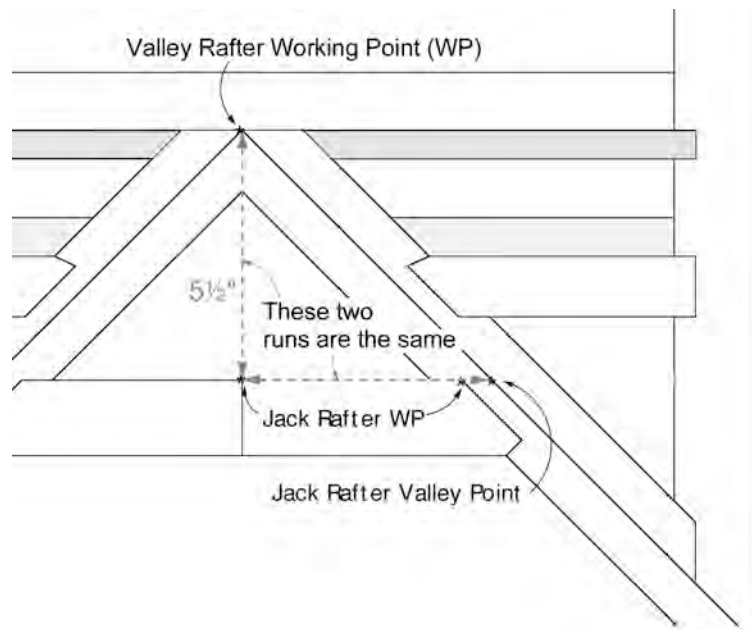 Valley Rafter Working Point (WP)
5½"
These two
runs are the same
Jack Rafter WP
Jack Rafter Valley Point